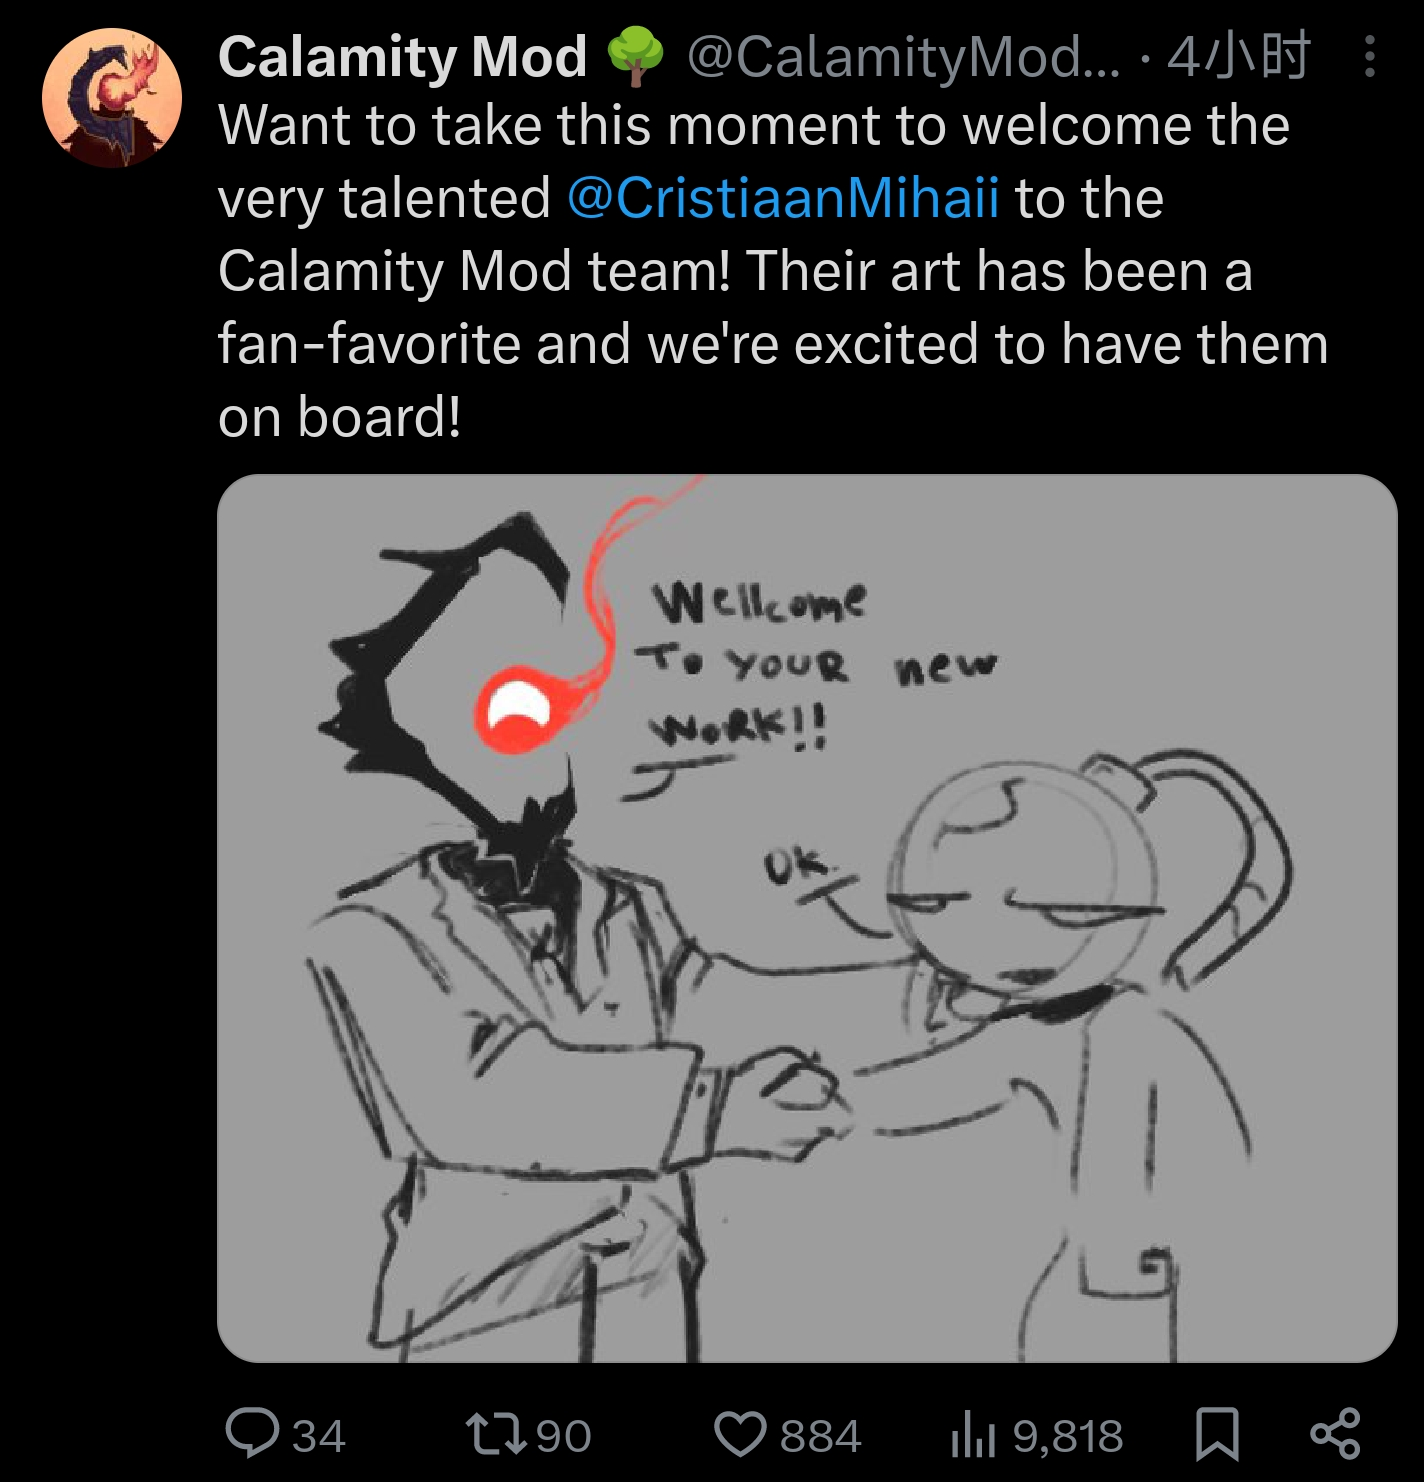 Calamity Mod 🌳 @CalamityMod... · 4小时
Want to take this moment to welcome the
very talented @CristiaanMihaii to the
Calamity Mod team! Their art has been a
fan-favorite and we're excited to have them
on board!
Wellcome
To YOUR new
WORK!!
Ok.
34 90 884 9,818